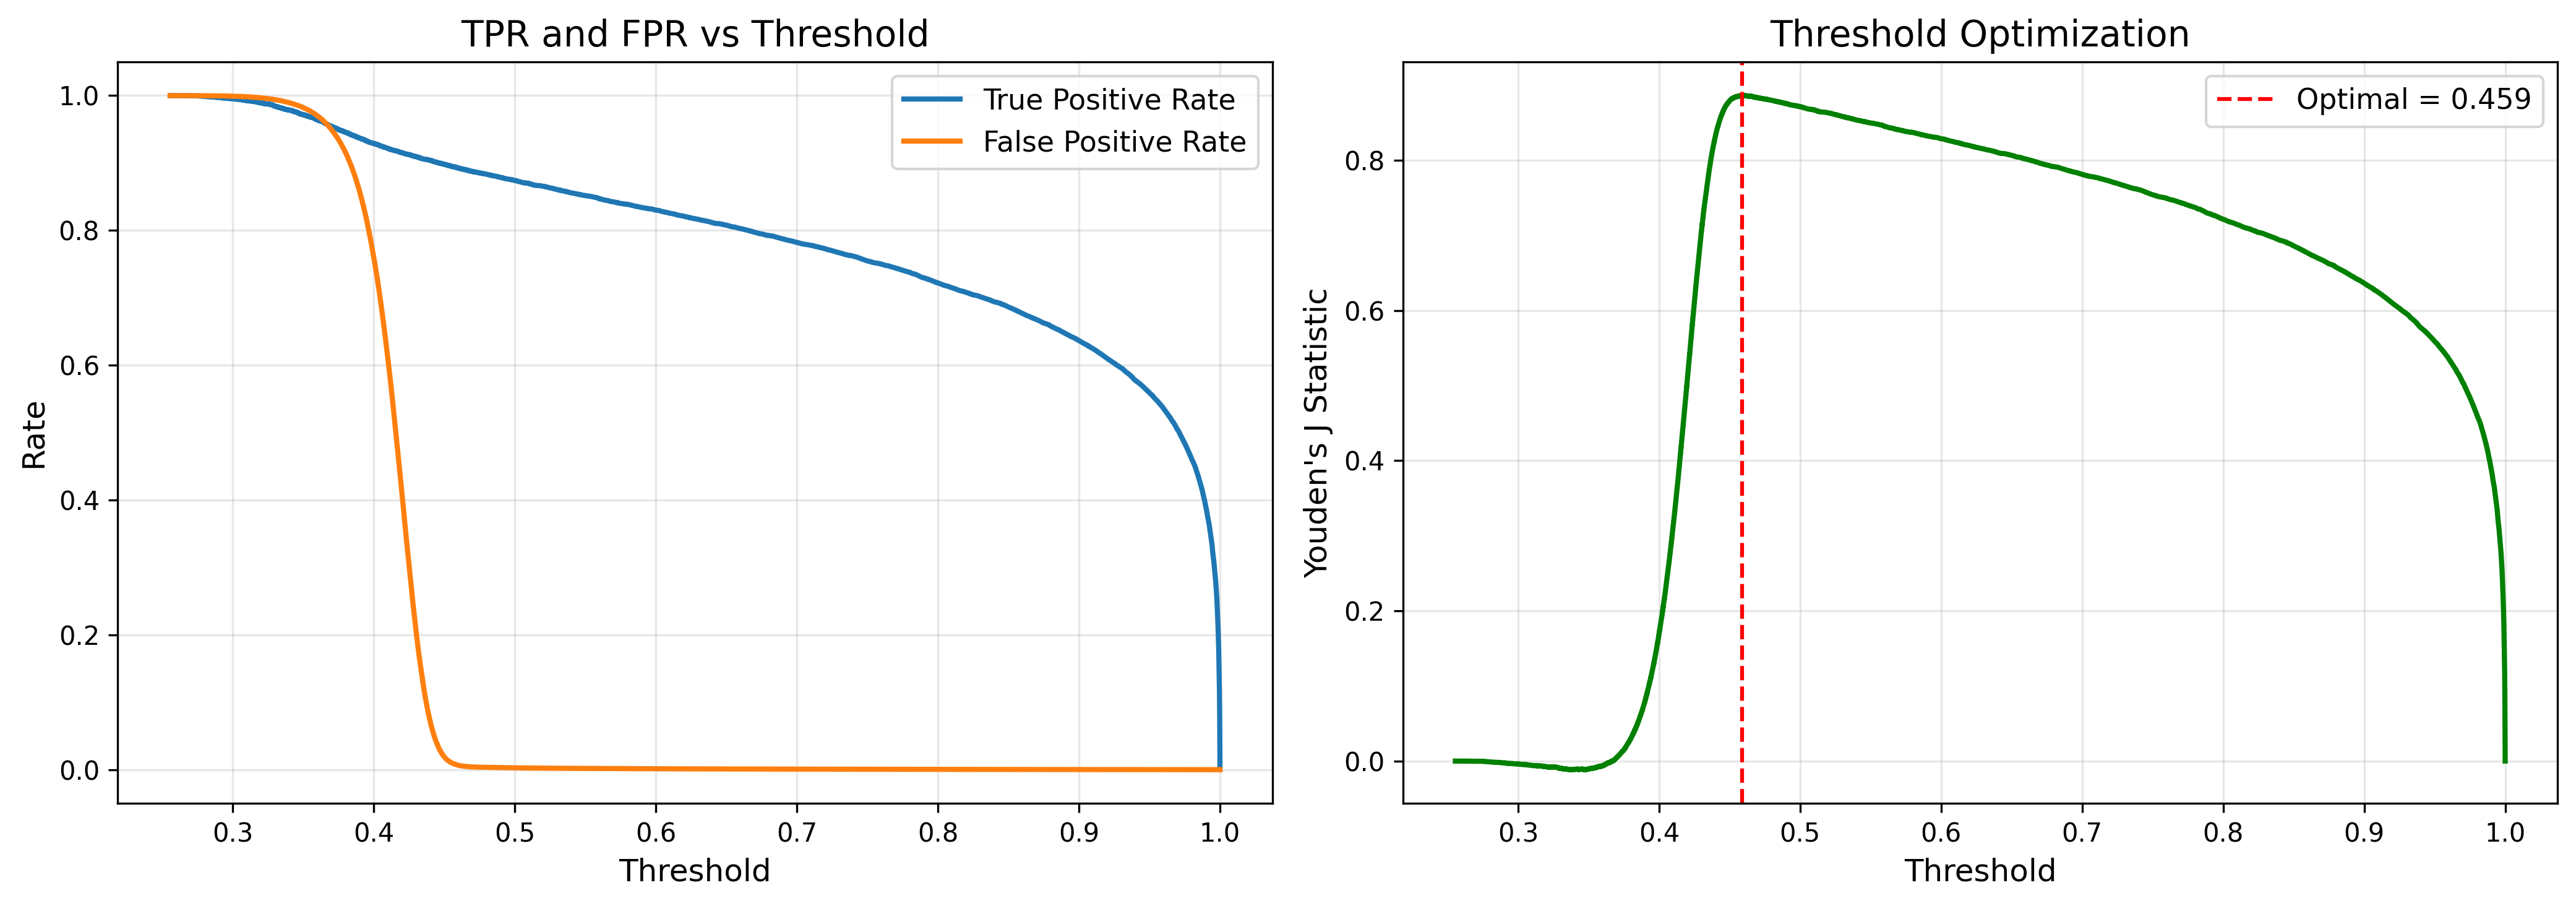 TPR and FPR vs Threshold
True Positive Rate
False Positive Rate
Rate
1.0
0.8
0.6
0.4
0.2
0.0
0.3 0.4 0.5 0.6 0.7 0.8 0.9 1.0
Threshold
Threshold Optimization
Optimal = 0.459
Youden's J Statistic
0.8
0.6
0.4
0.2
0.0
0.3 0.4 0.5 0.6 0.7 0.8 0.9 1.0
Threshold